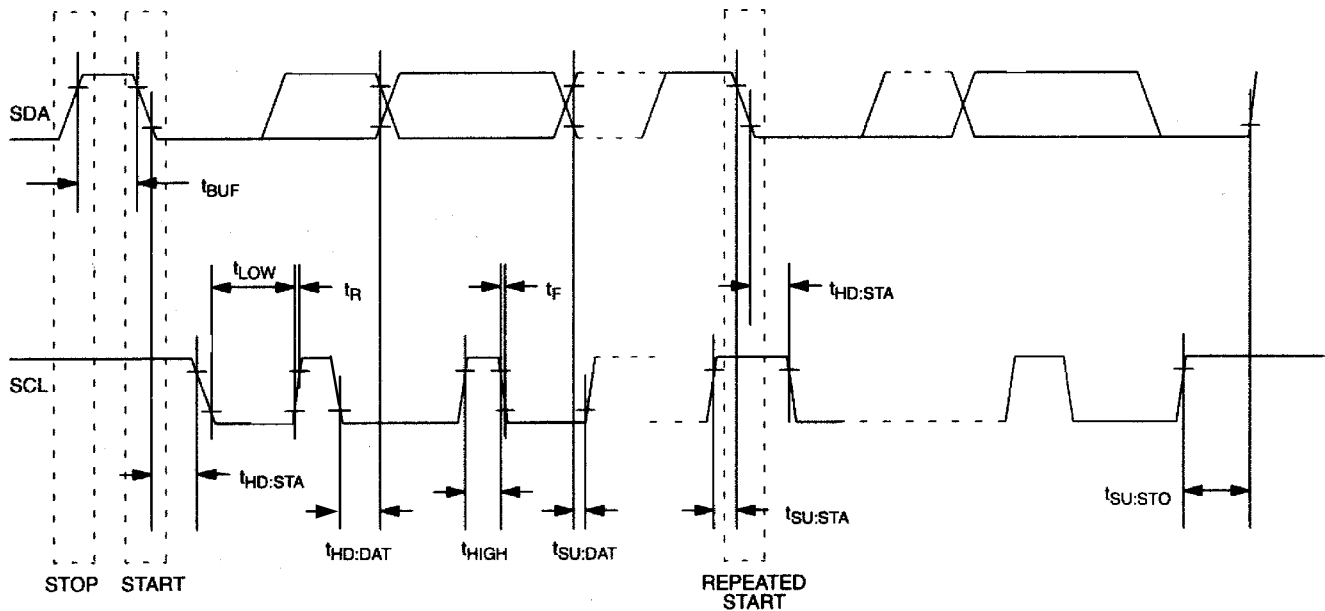 SDA
tBUF
tLOW
tR
tF
tHD:STA
SCL
tHD:STA
tHD:DAT
tHIGH
tSU:DAT
tSU:STA
tSU:STO
STOP
START
REPEATED
START